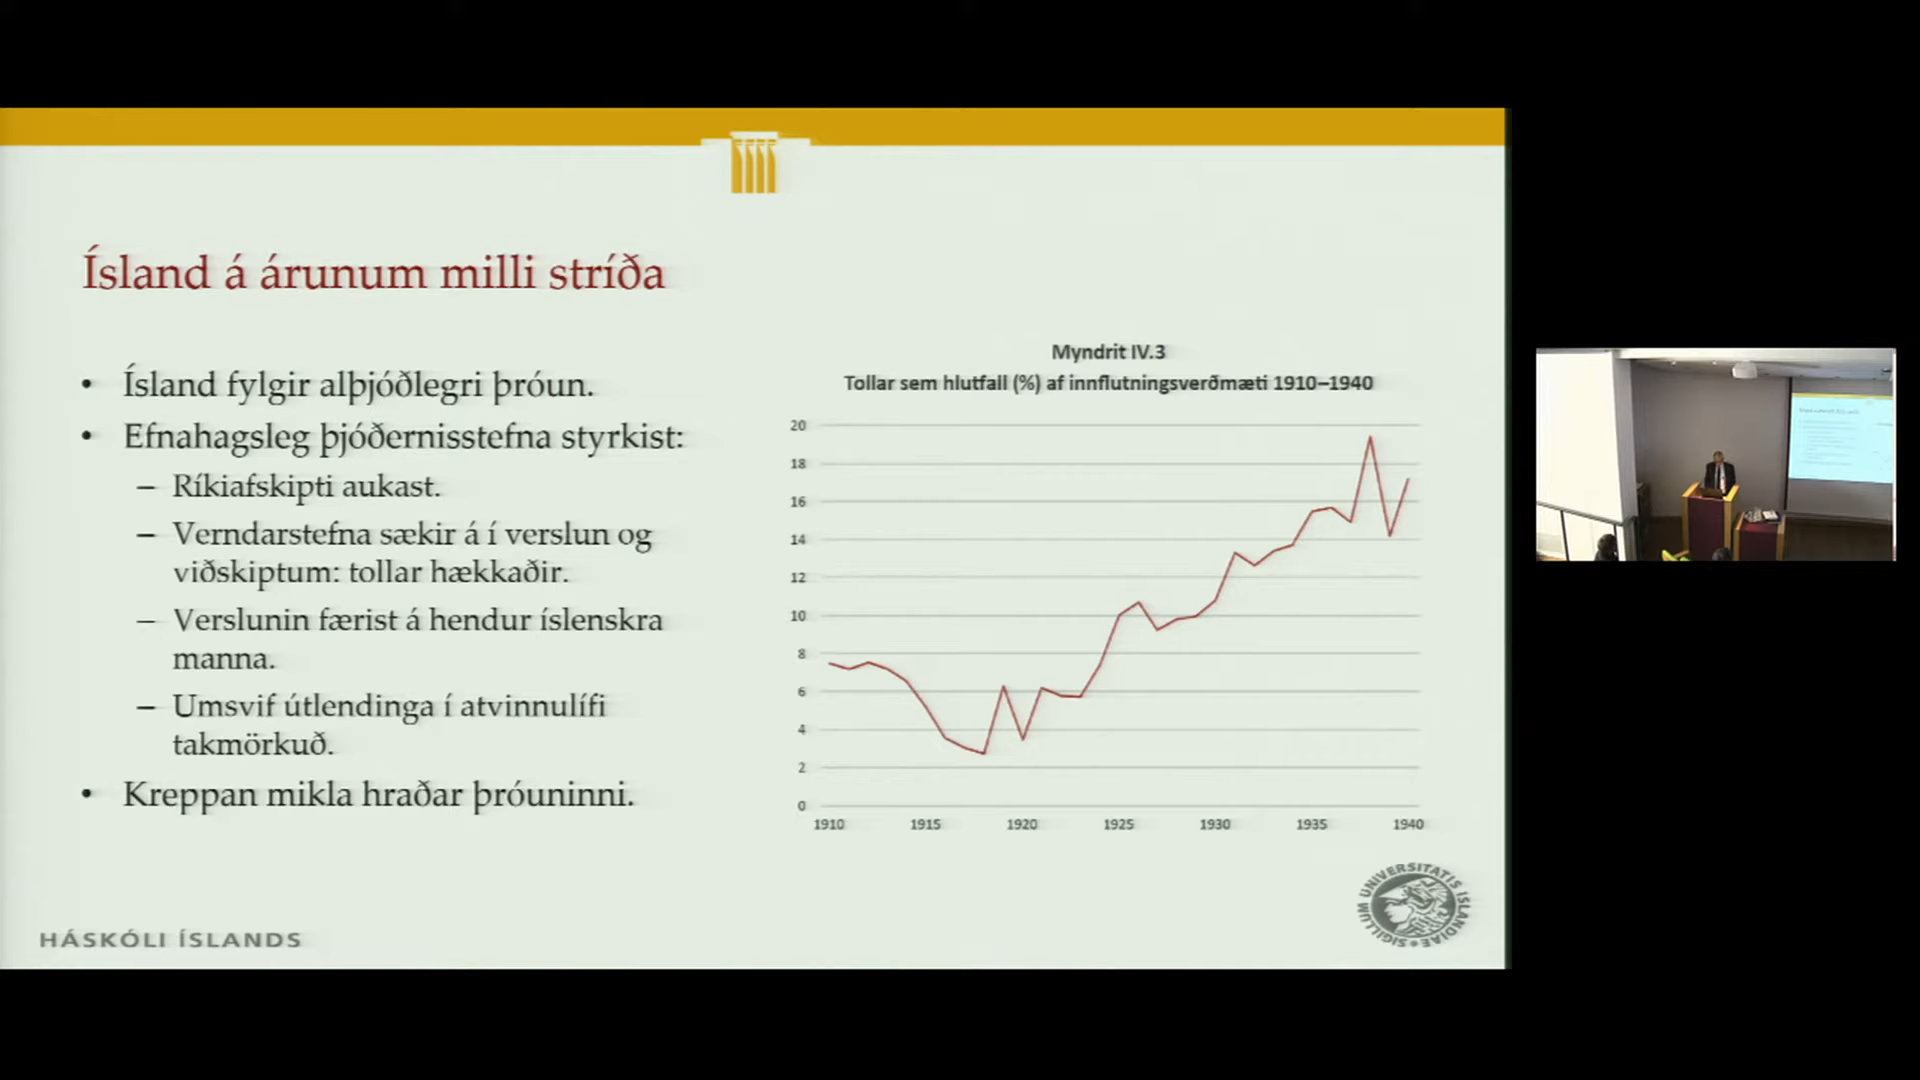 Ísland á árunum milli stríða
• Ísland fylgir alþjóðlegri þróun.
• Efnahagsleg þjóðernisstefna styrkist:
– Ríkiafskipti aukast.
– Verndarstefna sækir á í verslun og
viðskiptum: tollar hækkaðir.
– Verslunin færist á hendur íslenskra
manna.
– Umsvif útlendinga í atvinnulífi
takmörkuð.
• Kreppan mikla hraðar þróuninni.
Myndrit IV.3
Tollar sem hlutfall (%) af innflutningsverðmæti 1910–1940
20
18
16
14
12
10
8
6
4
2
0
1910 1915 1920 1925 1930 1935 1940
HÁSKÓLI ÍSLANDS
SIGILLUM UNIVERSITATIS ISLANDIAE